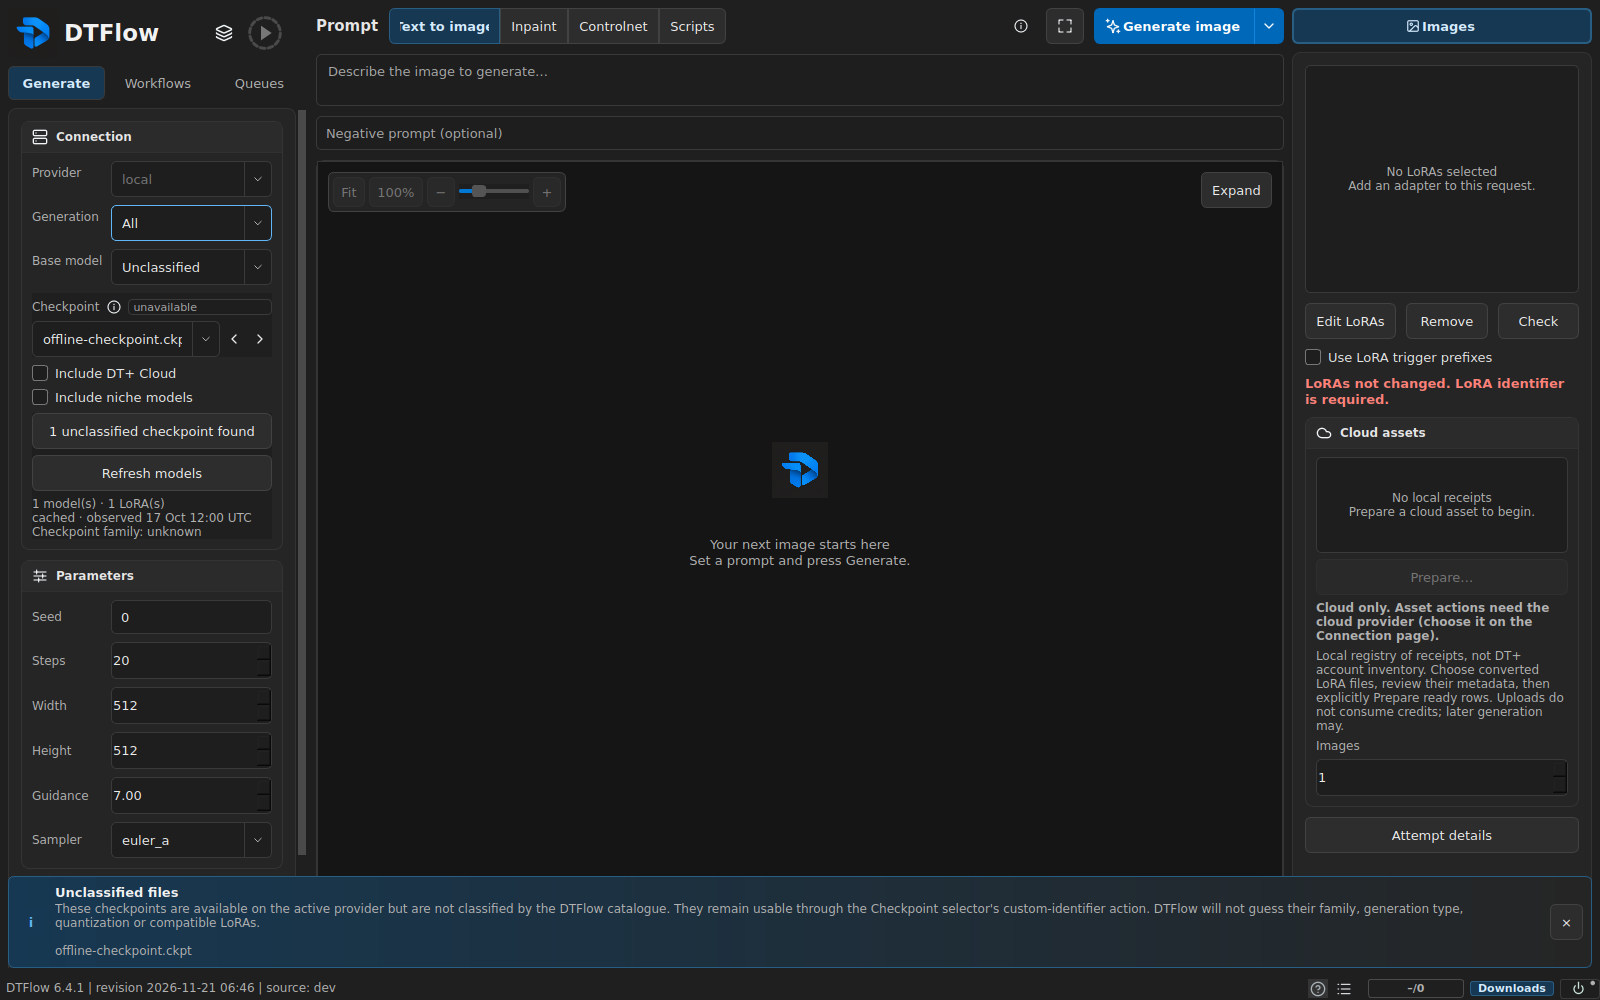 DTFlow
Generate
Workflows
Queues
Connection
Provider
local
Generation
All
Base model
Unclassified
Checkpoint
unavailable
offline-checkpoint.ckp
Include DT+ Cloud
Include niche models
1 unclassified checkpoint found
Refresh models
1 model(s) · 1 LoRA(s)
cached · observed 17 Oct 12:00 UTC
Checkpoint family: unknown
Parameters
Seed
0
Steps
20
Width
512
Height
512
Guidance
7.00
Sampler
euler_a
Prompt
Text to image
Inpaint
Controlnet
Scripts
Generate image
Describe the image to generate...
Negative prompt (optional)
Fit
100%
−
+
Expand
Your next image starts here
Set a prompt and press Generate.
Images
No LoRAs selected
Add an adapter to this request.
Edit LoRAs
Remove
Check
Use LoRA trigger prefixes
LoRAs not changed. LoRA identifier
is required.
Cloud assets
No local receipts
Prepare a cloud asset to begin.
Prepare...
Cloud only. Asset actions need the
cloud provider (choose it on the
Connection page).
Local registry of receipts, not DT+
account inventory. Choose converted
LoRA files, review their metadata, then
explicitly Prepare ready rows. Uploads do
not consume credits; later generation
may.
Images
1
Attempt details
Unclassified files
These checkpoints are available on the active provider but are not classified by the DTFlow catalogue. They remain usable through the Checkpoint selector's custom-identifier action. DTFlow will not guess their family, generation type,
quantization or compatible LoRAs.
offline-checkpoint.ckpt
DTFlow 6.4.1 | revision 2026-11-21 06:46 | source: dev
-/0
Downloads